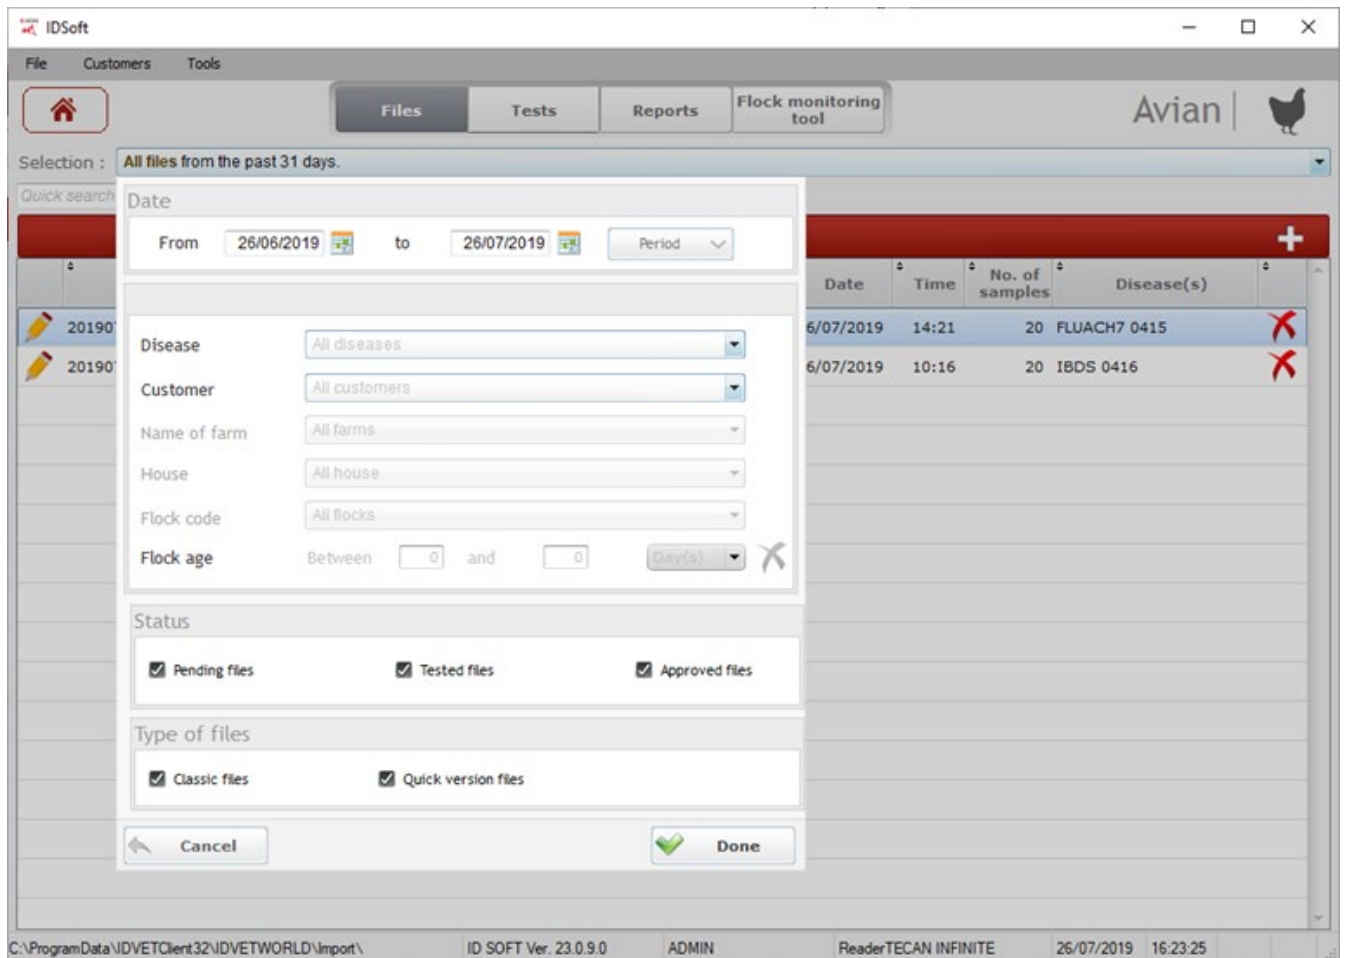 IDSoft
File Customers Tools
Files Tests Reports Flock monitoring
tool
Avian
Selection : All files from the past 31 days.
Quick search
Date
From 26/06/2019 to 26/07/2019 Period
Date Time No. of
samples
Disease(s)
20190 6/07/2019 14:21 20 FLUACH7 0415
20190 6/07/2019 10:16 20 IBDS 0416
Disease All diseases
Customer All customers
Name of farm All farms
House All house
Flock code All flocks
Flock age Between 0 and 0 Day(s)
Status
Pending files Tested files Approved files
Type of files
Classic files Quick version files
Cancel Done
C:\ProgramData\IDVETClient32\IDVETWORLD\Import\ ID SOFT Ver. 23.0.9.0 ADMIN ReaderTECAN INFINITE 26/07/2019 16:23:25